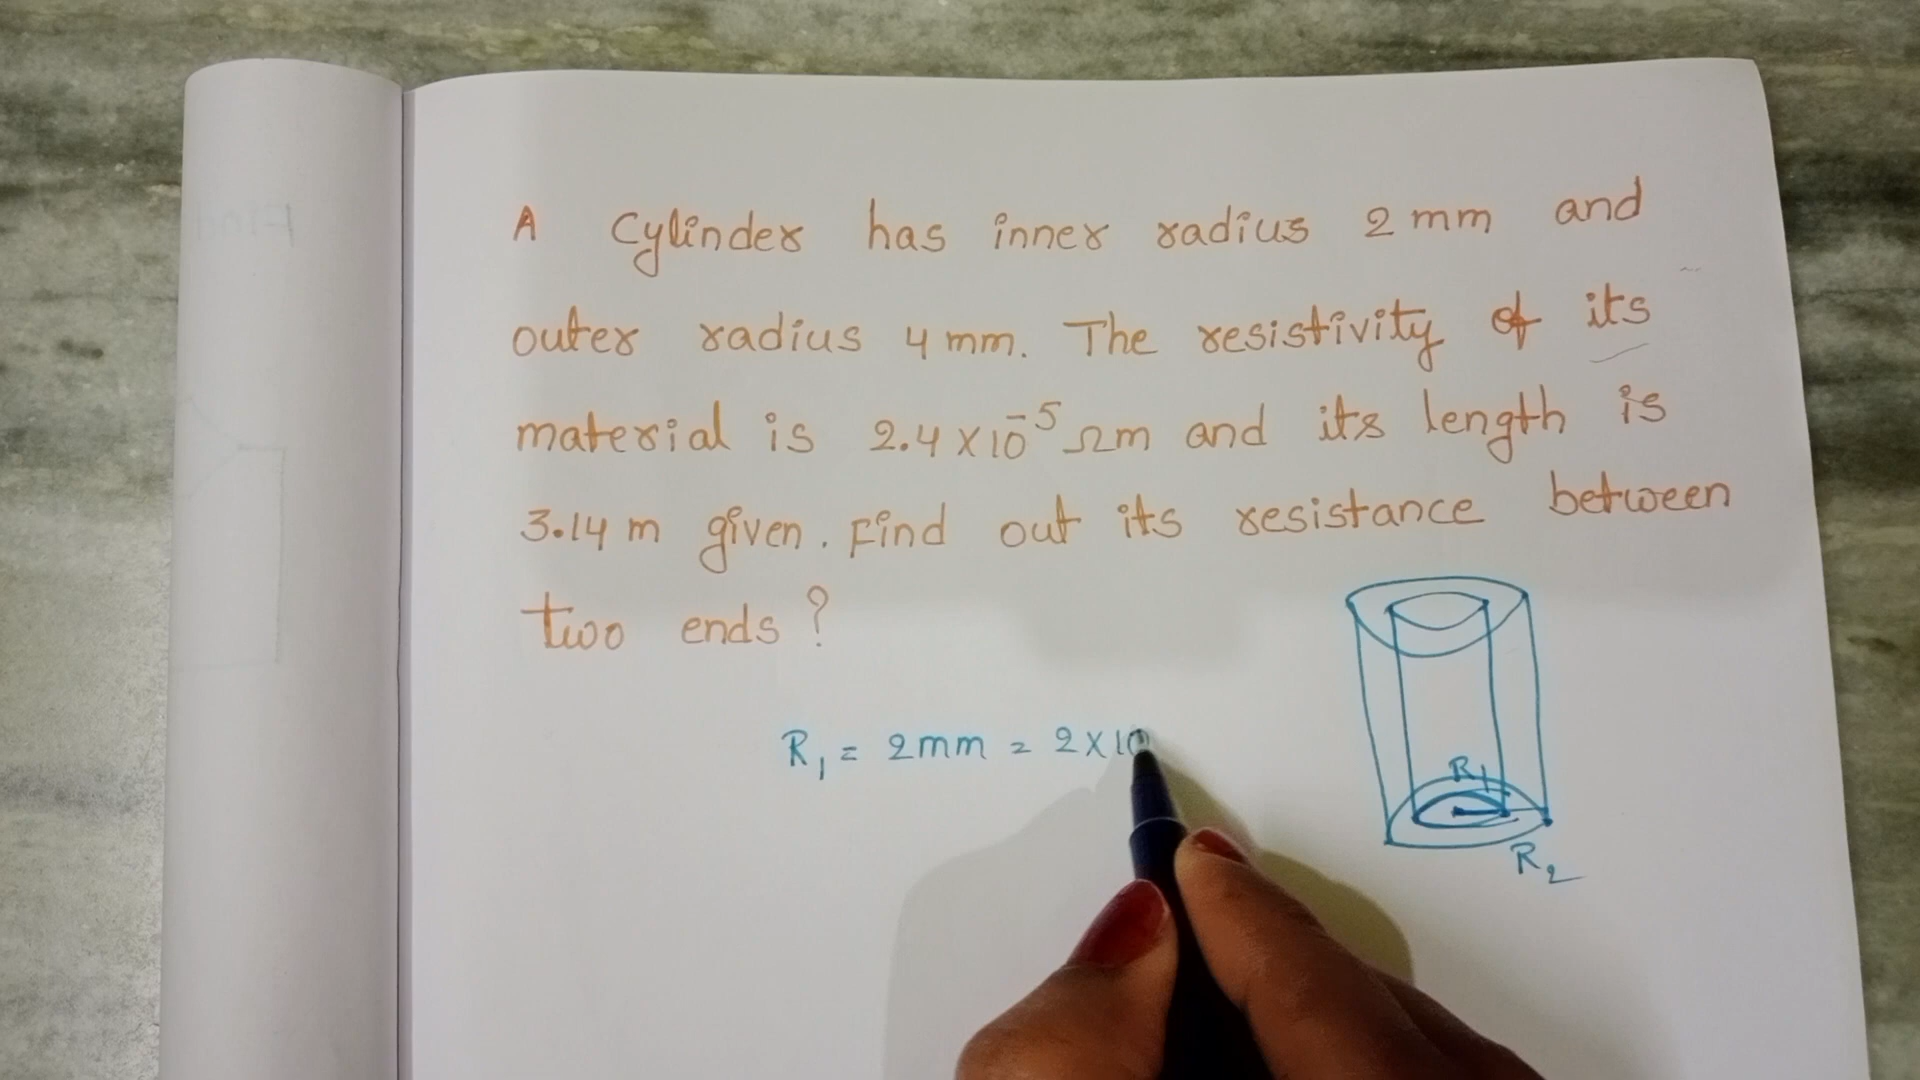 A Cylinder has inner radius 2 mm and
outer radius 4 mm. The resistivity of its
material is 2.4 × 10⁻⁵ Ωm and its length is
3.14 m given. Find out its resistance between
two ends ?
R₁ = 2mm = 2×10
R₁
R₂